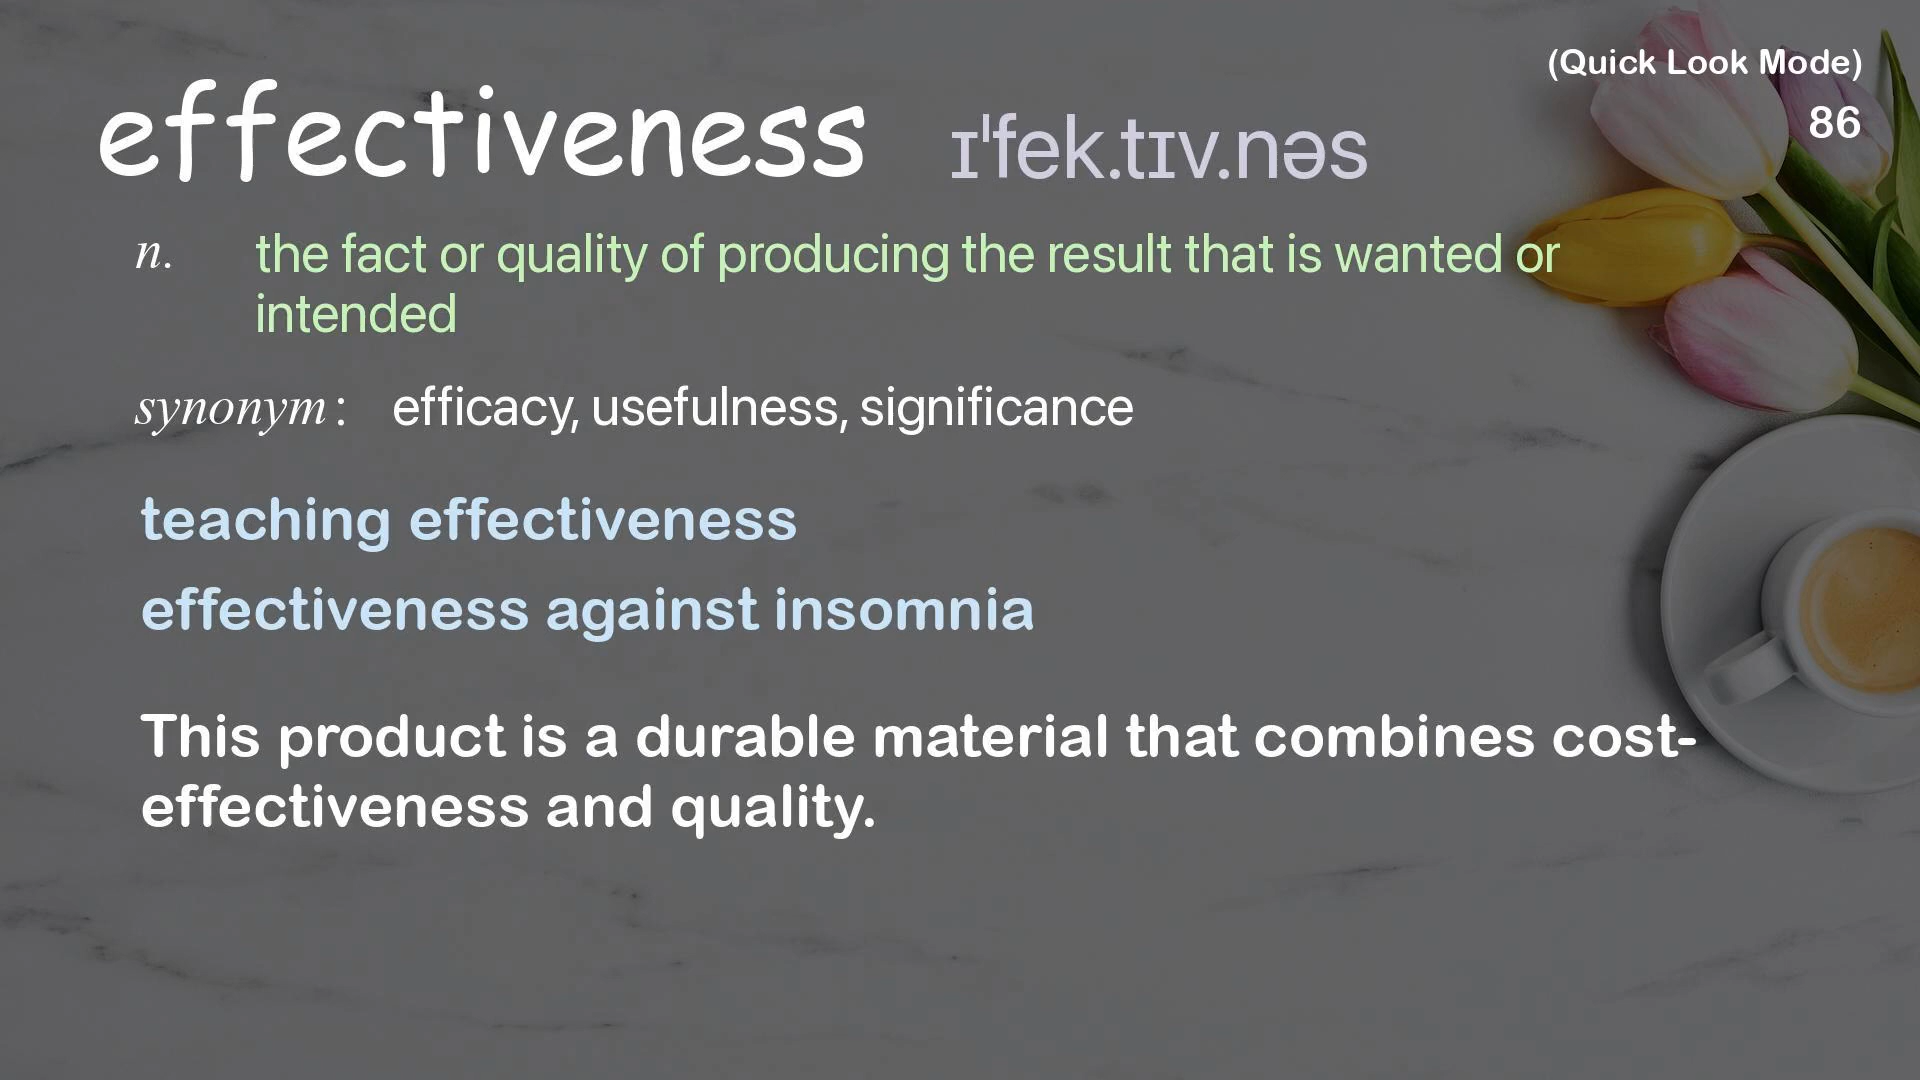 (Quick Look Mode)
86
effectiveness ɪˈfek.tɪv.nəs
n. the fact or quality of producing the result that is wanted or
intended
synonym: efficacy, usefulness, significance
teaching effectiveness
effectiveness against insomnia
This product is a durable material that combines cost-
effectiveness and quality.